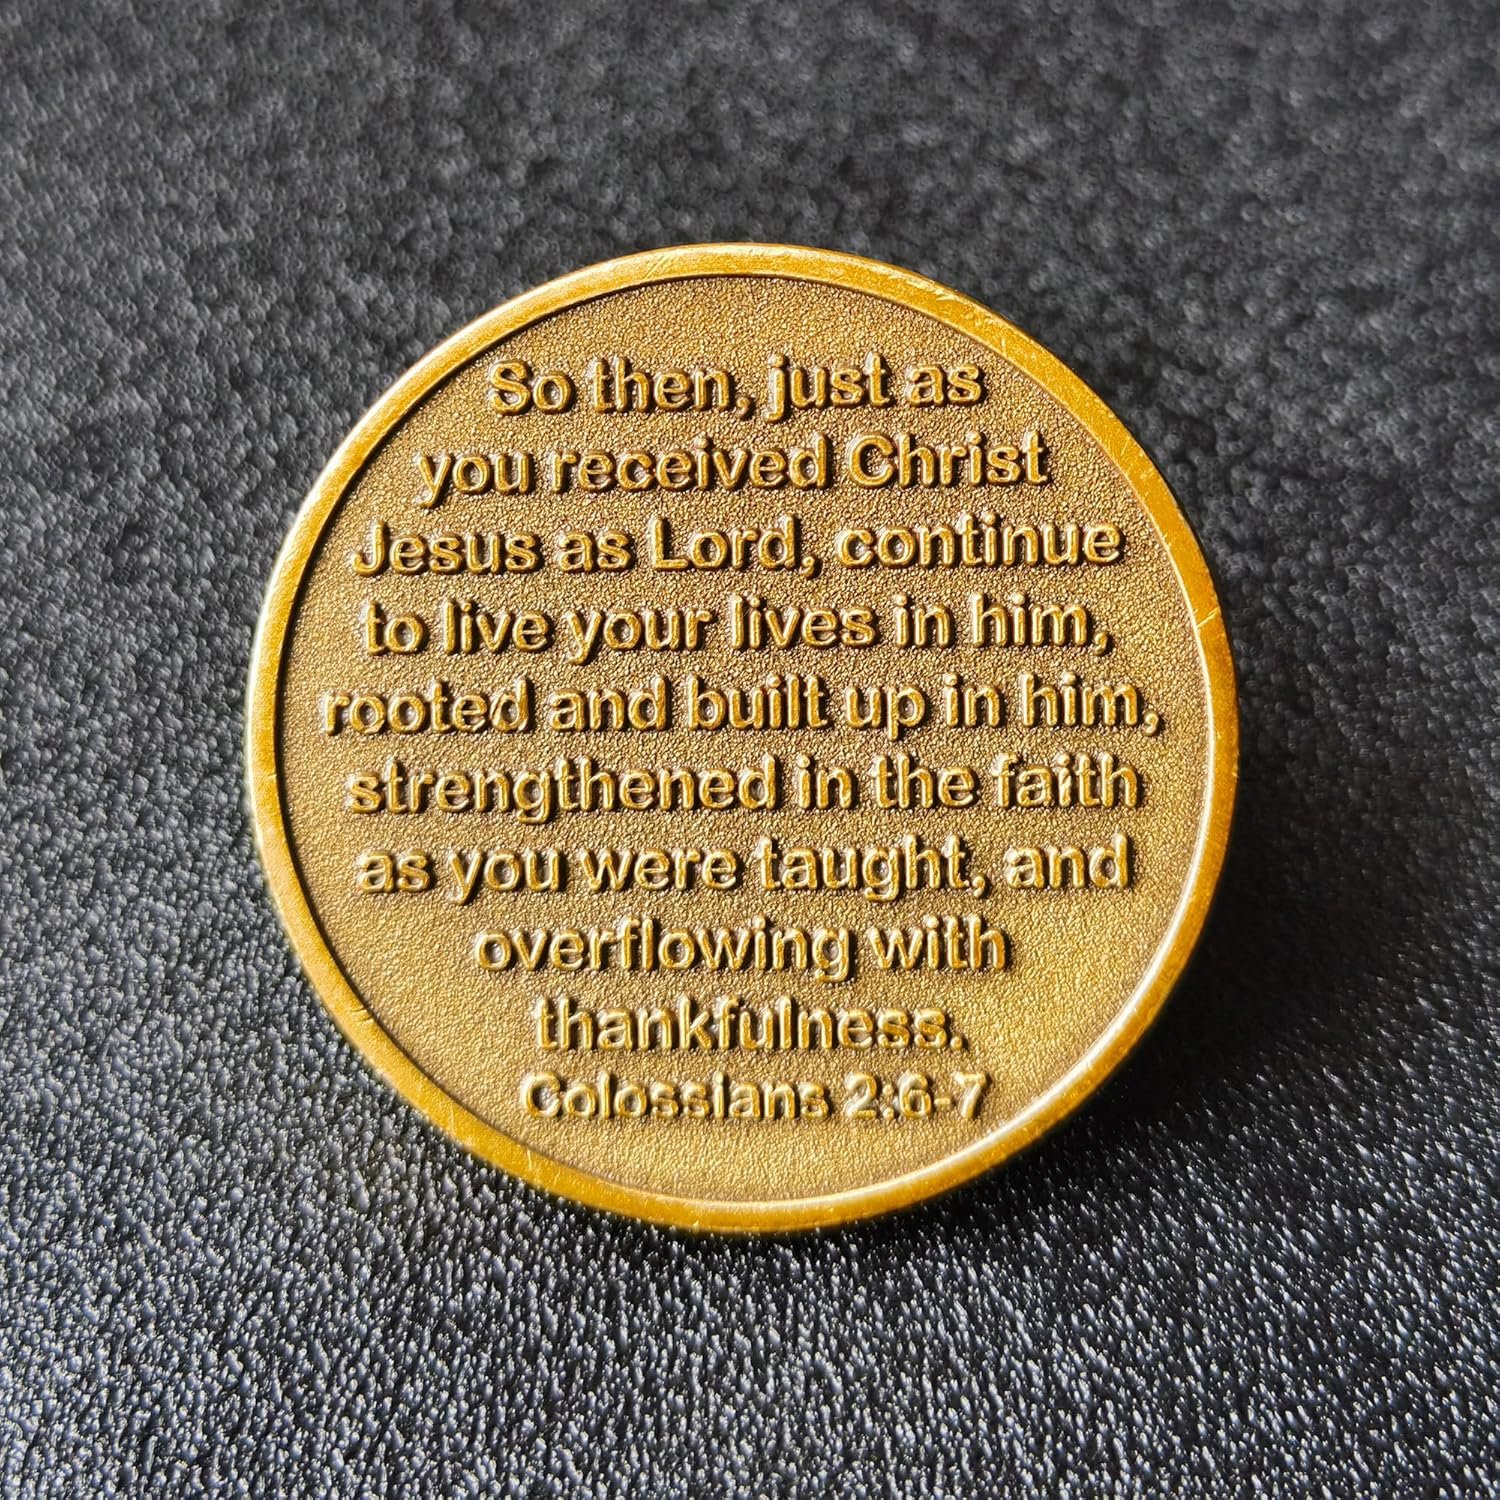 So then, just as
you received Christ
Jesus as Lord, continue
to live your lives in him,
rooted and built up in him,
strengthened in the faith
as you were taught, and
overflowing with
thankfulness.
Colossians 2:6-7